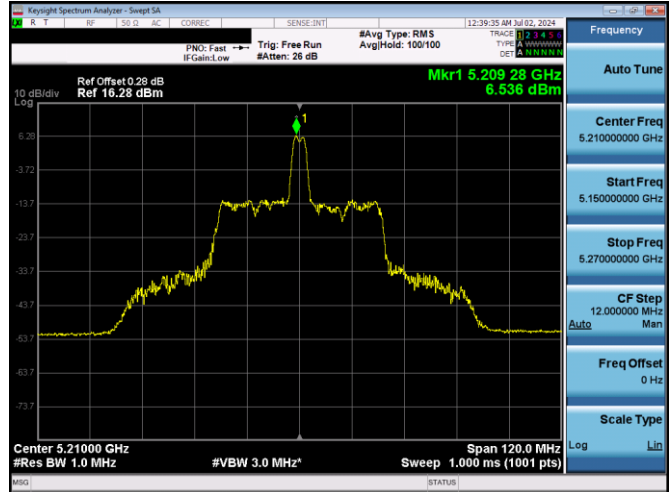 Keysight Spectrum Analyzer - Swept SA
R T RF 50 Ω AC CORREC SENSE:INT 12:39:35 AM Jul 02, 2024
PNO: Fast
IFGain:Low
Trig: Free Run
#Atten: 26 dB
#Avg Type: RMS
Avg|Hold: 100/100
TRACE 1 2 3 4 5 6
TYPE A WWWWW
DET A N N N N N
Ref Offset 0.28 dB
Ref 16.28 dBm
10 dB/div
Log
Mkr1 5.209 28 GHz
6.536 dBm
1
6.28
-3.72
-13.7
-23.7
-33.7
-43.7
-53.7
-63.7
-73.7
Center 5.21000 GHz
#Res BW 1.0 MHz
#VBW 3.0 MHz*
Span 120.0 MHz
Sweep 1.000 ms (1001 pts)
MSG STATUS
Frequency
Auto Tune
Center Freq
5.210000000 GHz
Start Freq
5.150000000 GHz
Stop Freq
5.270000000 GHz
CF Step
12.000000 MHz
Auto Man
Freq Offset
0 Hz
Scale Type
Log Lin